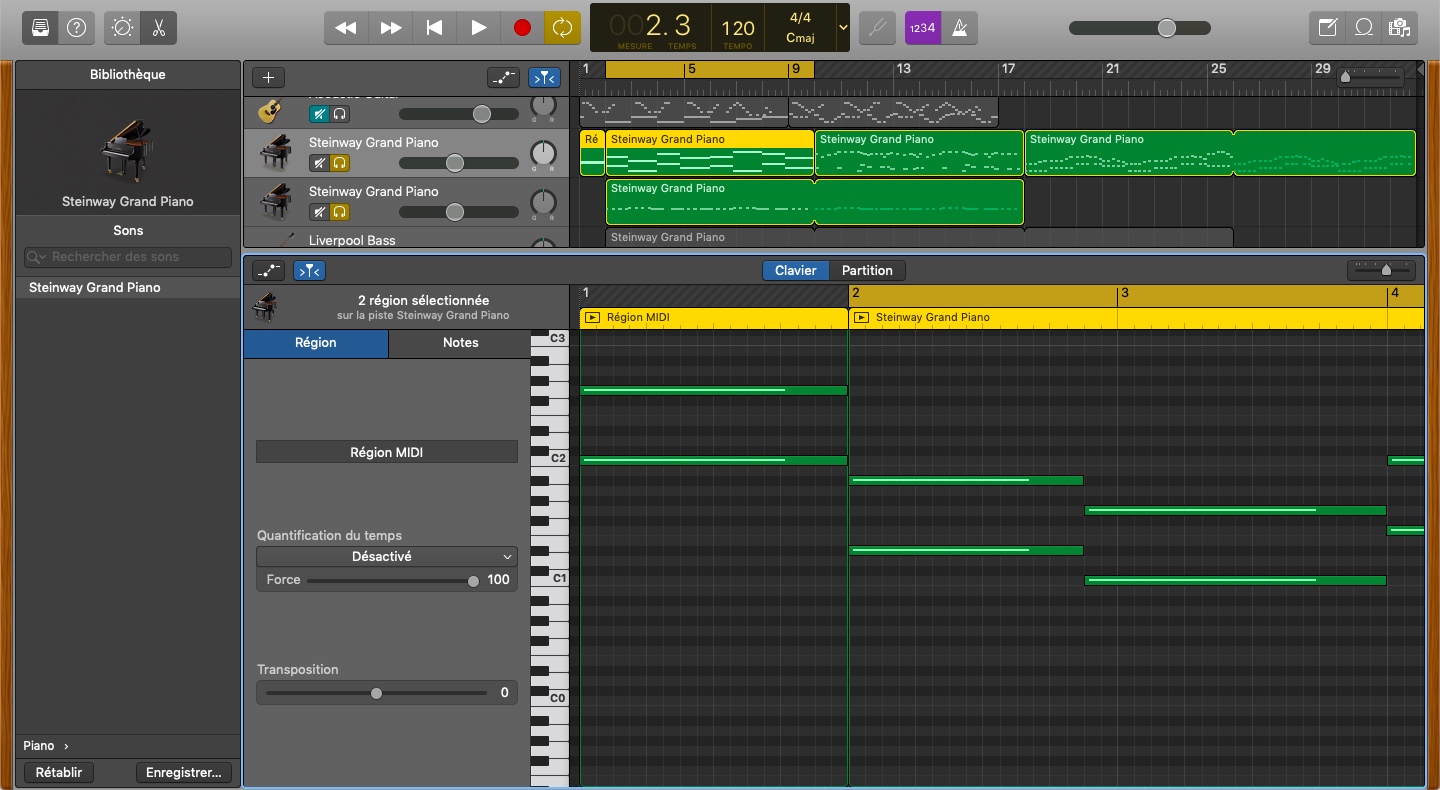 1234
002.3
MESURE TEMPS
120
TEMPO
4/4
Cmaj
Bibliothèque
Steinway Grand Piano
Sons
Rechercher des sons
Steinway Grand Piano
Piano ›
Rétablir
Enregistrer...
1 5 9 13 17 21 25 29
G R
Steinway Grand Piano
Ré
Steinway Grand Piano
Steinway Grand Piano
Steinway Grand Piano
Steinway Grand Piano
G R
Steinway Grand Piano
Liverpool Bass
Steinway Grand Piano
Clavier
Partition
2 région sélectionnée
sur la piste Steinway Grand Piano
1 2 3 4
Région MIDI
Steinway Grand Piano
Région
Notes
C3
Région MIDI
C2
Quantification du temps
Désactivé
Force
100
C1
Transposition
0
C0